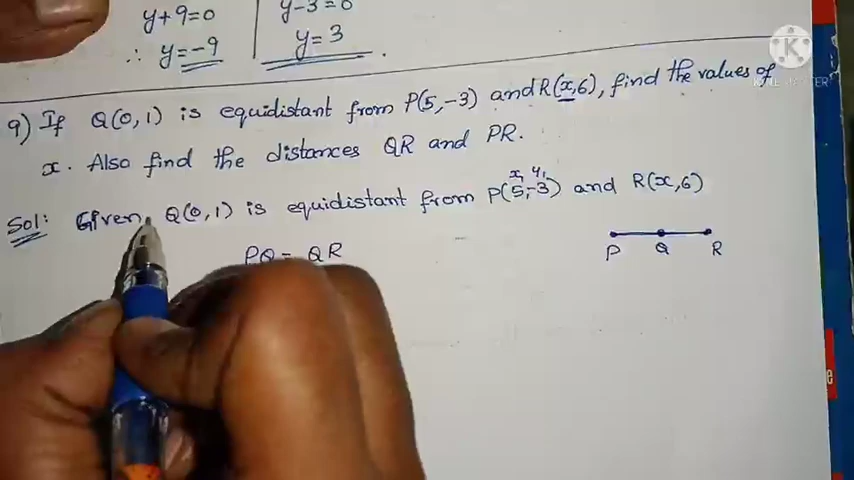 y+9=0
y-3=0
∴ y=-9
y=3
9) If Q(0,1) is equidistant from P(5,-3) and R(x,6), find the values of
x. Also find the distances QR and PR.
x, y,
Sol: Given, Q(0,1) is equidistant from P(5,-3) and R(x,6)
PQ = QR
P Q R
K
KINEMASTER